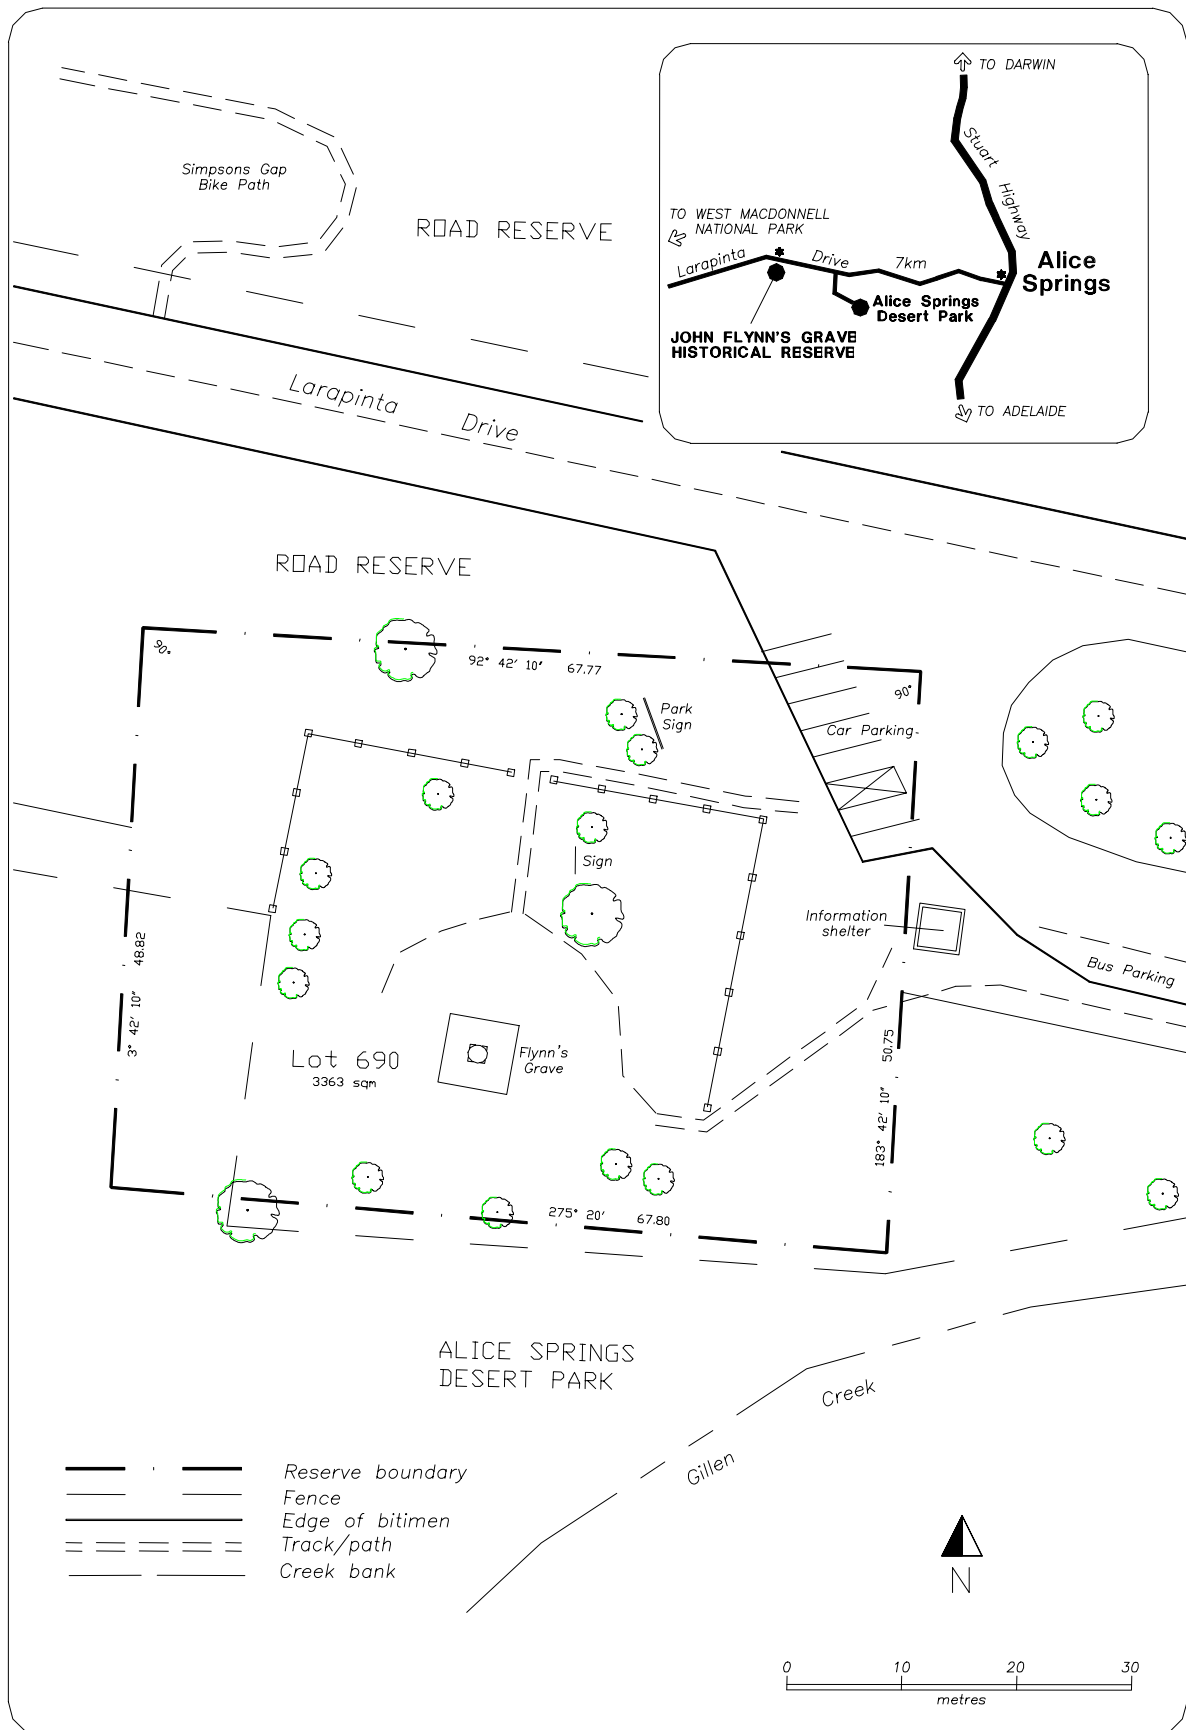 TO DARWIN
Stuart Highway
TO WEST MACDONNELL
NATIONAL PARK
Larapinta Drive
7km
Alice
Springs
Alice Springs
Desert Park
JOHN FLYNN'S GRAVE
HISTORICAL RESERVE
TO ADELAIDE
Simpsons Gap
Bike Path
ROAD RESERVE
Larapinta Drive
ROAD RESERVE
90°
92° 42' 10" 67.77
90°
Park
Sign
Car Parking
Sign
Information
shelter
Bus Parking
48.82
3° 42' 10"
Lot 690
3363 sqm
Flynn's
Grave
50.75
183° 42' 10"
275° 20' 67.80
ALICE SPRINGS
DESERT PARK
Gillen Creek
Reserve boundary
Fence
Edge of bitimen
Track/path
Creek bank
N
0 10 20 30
metres